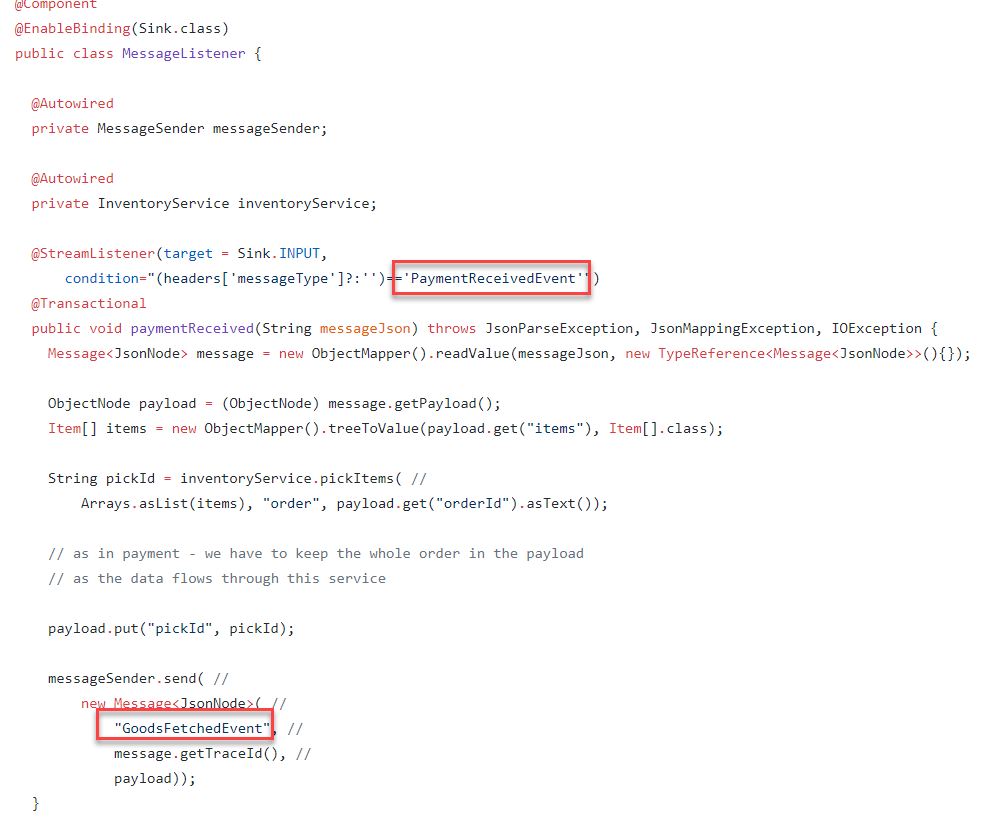 @Component
@EnableBinding(Sink.class)
public class MessageListener {
@Autowired
private MessageSender messageSender;
@Autowired
private InventoryService inventoryService;
@StreamListener(target = Sink.INPUT,
condition="(headers['messageType']?:'')=='PaymentReceivedEvent'")
@Transactional
public void paymentReceived(String messageJson) throws JsonParseException, JsonMappingException, IOException {
Message<JsonNode> message = new ObjectMapper().readValue(messageJson, new TypeReference<Message<JsonNode>>(){});
ObjectNode payload = (ObjectNode) message.getPayload();
Item[] items = new ObjectMapper().treeToValue(payload.get("items"), Item[].class);
String pickId = inventoryService.pickItems( //
Arrays.asList(items), "order", payload.get("orderId").asText());
// as in payment - we have to keep the whole order in the payload
// as the data flows through this service
payload.put("pickId", pickId);
messageSender.send( //
new Message<JsonNode>( //
"GoodsFetchedEvent", //
message.getTraceId(), //
payload));
}